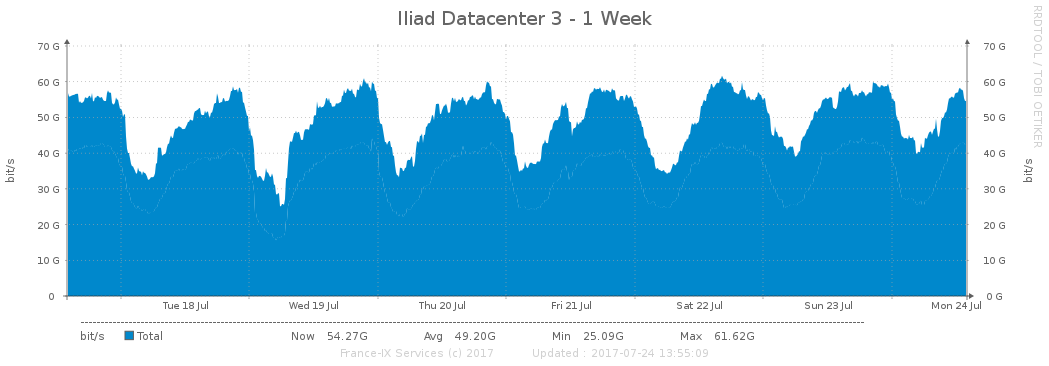 Iliad Datacenter 3 - 1 Week
RRDTOOL / TOBI OETIKER
70 G 70 G
60 G 60 G
50 G 50 G
40 G 40 G
30 G 30 G
20 G 20 G
10 G 10 G
0 0 G
bit/s bit/s
Tue 18 Jul Wed 19 Jul Thu 20 Jul Fri 21 Jul Sat 22 Jul Sun 23 Jul Mon 24 Jul
bit/s Total Now 54.27G Avg 49.20G Min 25.09G Max 61.62G
France-IX Services (c) 2017 Updated : 2017-07-24 13:55:09